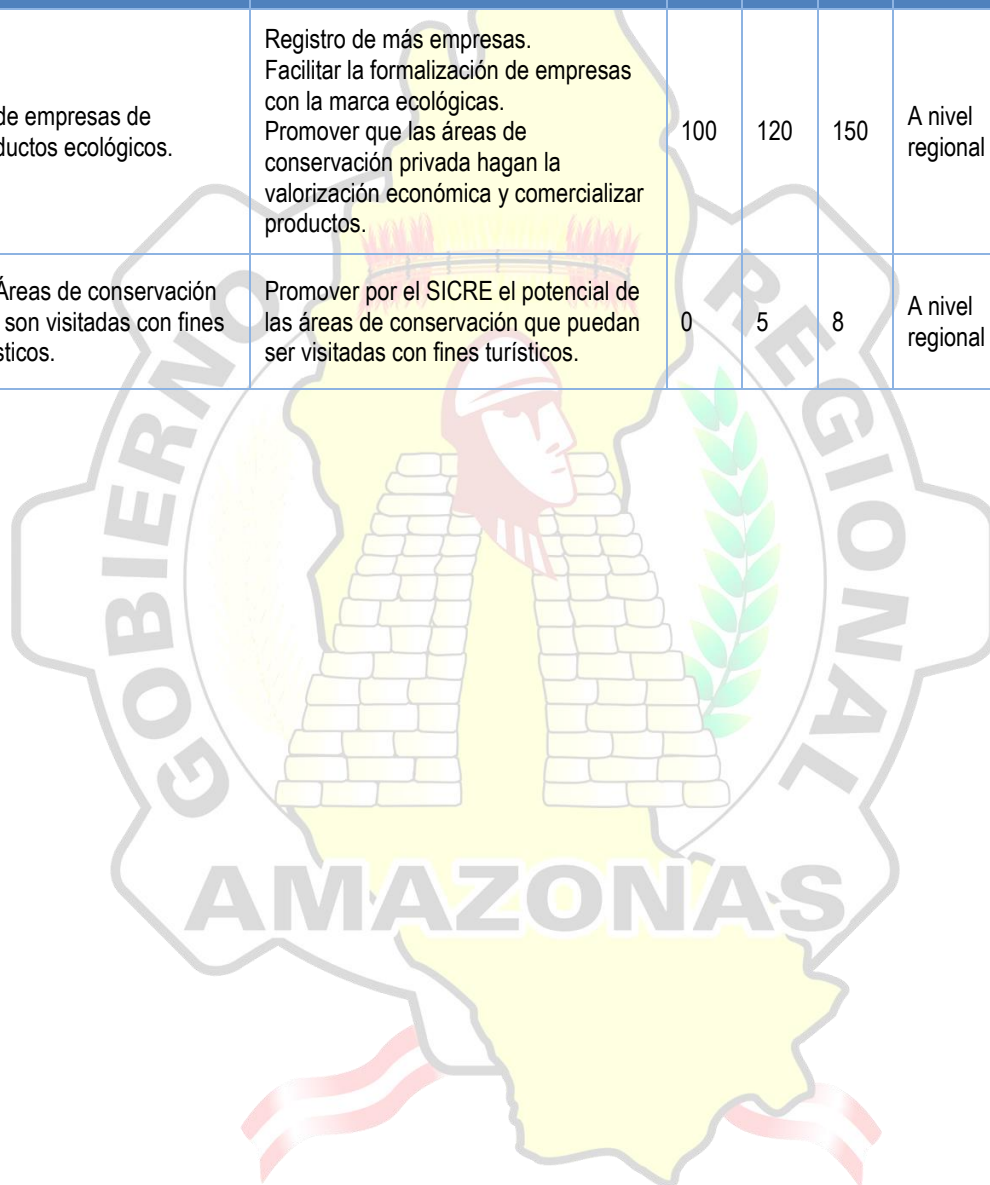 de empresas de
ductos ecológicos.
Registro de más empresas.
Facilitar la formalización de empresas
con la marca ecológicas.
Promover que las áreas de
conservación privada hagan la
valorización económica y comercializar
productos.
100
120
150
A nivel
regional
Áreas de conservación
son visitadas con fines
sticos.
Promover por el SICRE el potencial de
las áreas de conservación que puedan
ser visitadas con fines turísticos.
0
5
8
A nivel
regional
GOBIERNO REGIONAL
AMAZONAS